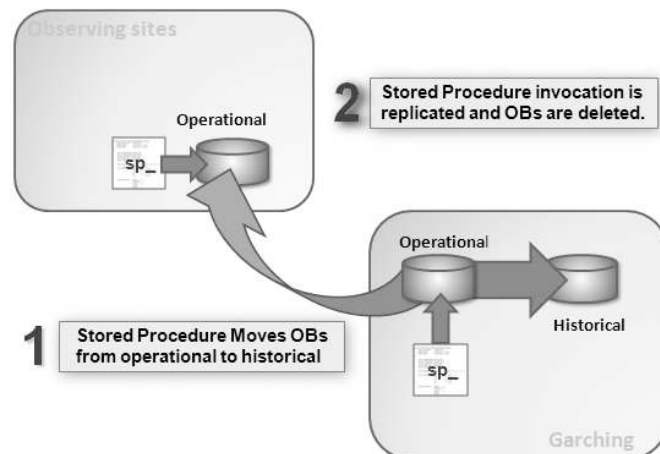 Observing sites
Operational
sp_
2
Stored Procedure invocation is
replicated and OBs are deleted.
Operational
Historical
sp_
1
Stored Procedure Moves OBs
from operational to historical
Garching